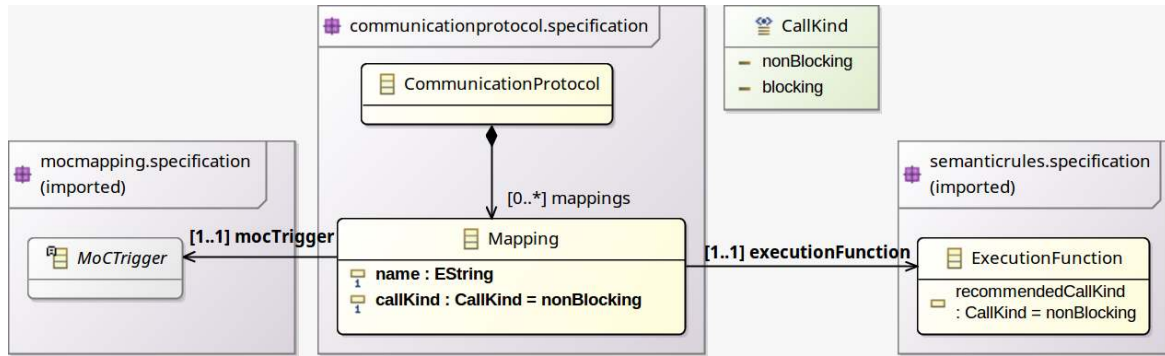 communicationprotocol.specification
CallKind
nonBlocking
blocking
CommunicationProtocol
mocmapping.specification
(imported)
semanticrules.specification
(imported)
[0..*] mappings
[1..1] mocTrigger
Mapping
[1..1] executionFunction
MoCTrigger
name : EString
callKind : CallKind = nonBlocking
ExecutionFunction
recommendedCallKind
: CallKind = nonBlocking